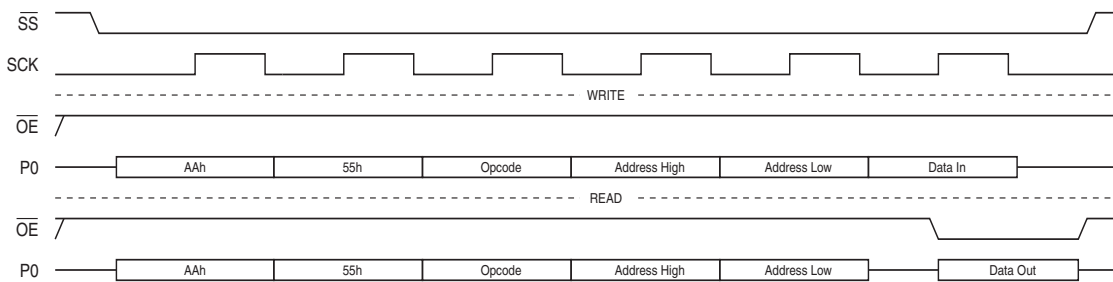 SS
SCK
WRITE
OE
P0 AAh 55h Opcode Address High Address Low Data In
READ
OE
P0 AAh 55h Opcode Address High Address Low Data Out